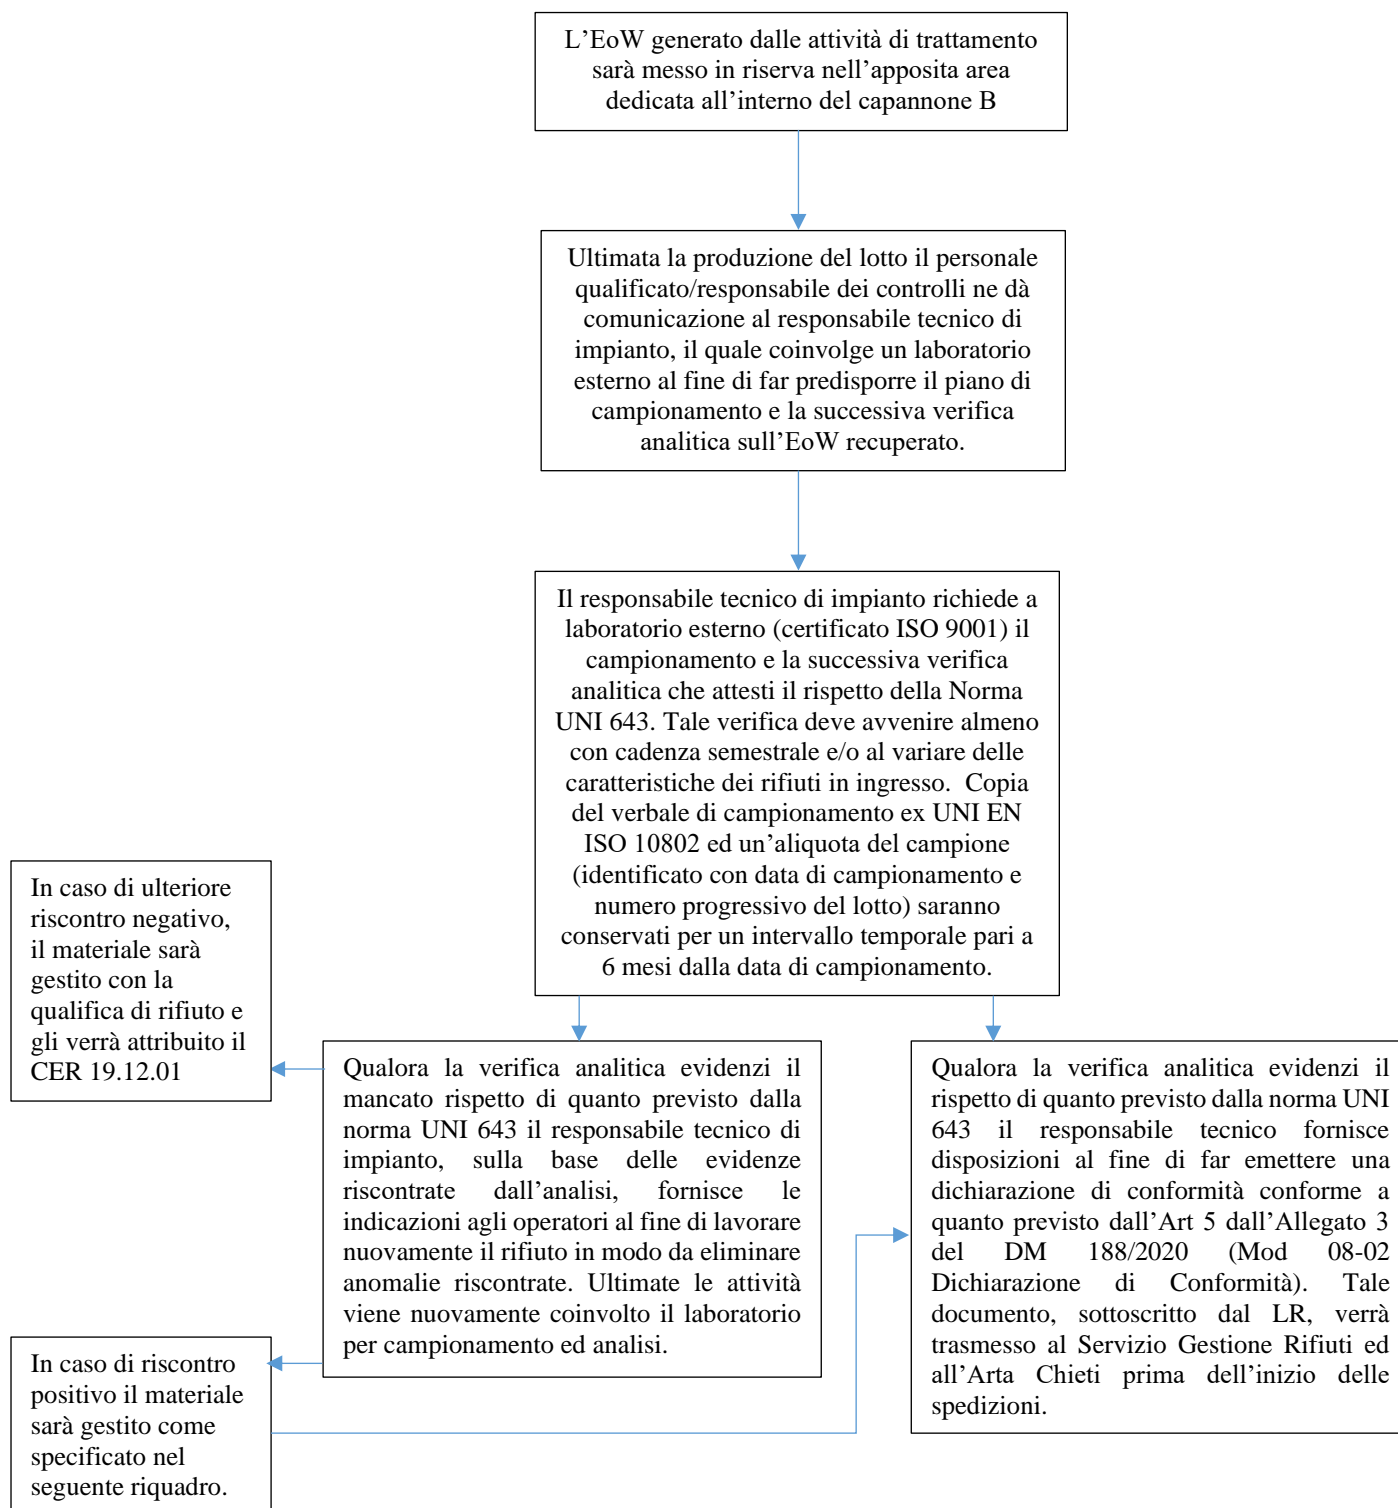 L’EoW generato dalle attività di trattamento
sarà messo in riserva nell’apposita area
dedicata all’interno del capannone B
Ultimata la produzione del lotto il personale
qualificato/responsabile dei controlli ne dà
comunicazione al responsabile tecnico di
impianto, il quale coinvolge un laboratorio
esterno al fine di far predisporre il piano di
campionamento e la successiva verifica
analitica sull’EoW recuperato.
Il responsabile tecnico di impianto richiede a
laboratorio esterno (certificato ISO 9001) il
campionamento e la successiva verifica
analitica che attesti il rispetto della Norma
UNI 643. Tale verifica deve avvenire almeno
con cadenza semestrale e/o al variare delle
caratteristiche dei rifiuti in ingresso.  Copia
del verbale di campionamento ex UNI EN
ISO 10802 ed un’aliquota del campione
(identificato con data di campionamento e
numero progressivo del lotto) saranno
conservati per un intervallo temporale pari a
6 mesi dalla data di campionamento.
In caso di ulteriore
riscontro negativo,
il materiale sarà
gestito con la
qualifica di rifiuto e
gli verrà attribuito il
CER 19.12.01
Qualora la verifica analitica evidenzi il
mancato rispetto di quanto previsto dalla
norma UNI 643 il responsabile tecnico di
impianto, sulla base delle evidenze
riscontrate dall’analisi, fornisce le
indicazioni agli operatori al fine di lavorare
nuovamente il rifiuto in modo da eliminare
anomalie riscontrate. Ultimate le attività
viene nuovamente coinvolto il laboratorio
per campionamento ed analisi.
Qualora la verifica analitica evidenzi il
rispetto di quanto previsto dalla norma UNI
643 il responsabile tecnico fornisce
disposizioni al fine di far emettere una
dichiarazione di conformità conforme a
quanto previsto dall’Art 5 dall’Allegato 3
del DM 188/2020 (Mod 08-02
Dichiarazione di Conformità). Tale
documento, sottoscritto dal LR, verrà
trasmesso al Servizio Gestione Rifiuti ed
all’Arta Chieti prima dell’inizio delle
spedizioni.
In caso di riscontro
positivo il materiale
sarà gestito come
specificato nel
seguente riquadro.